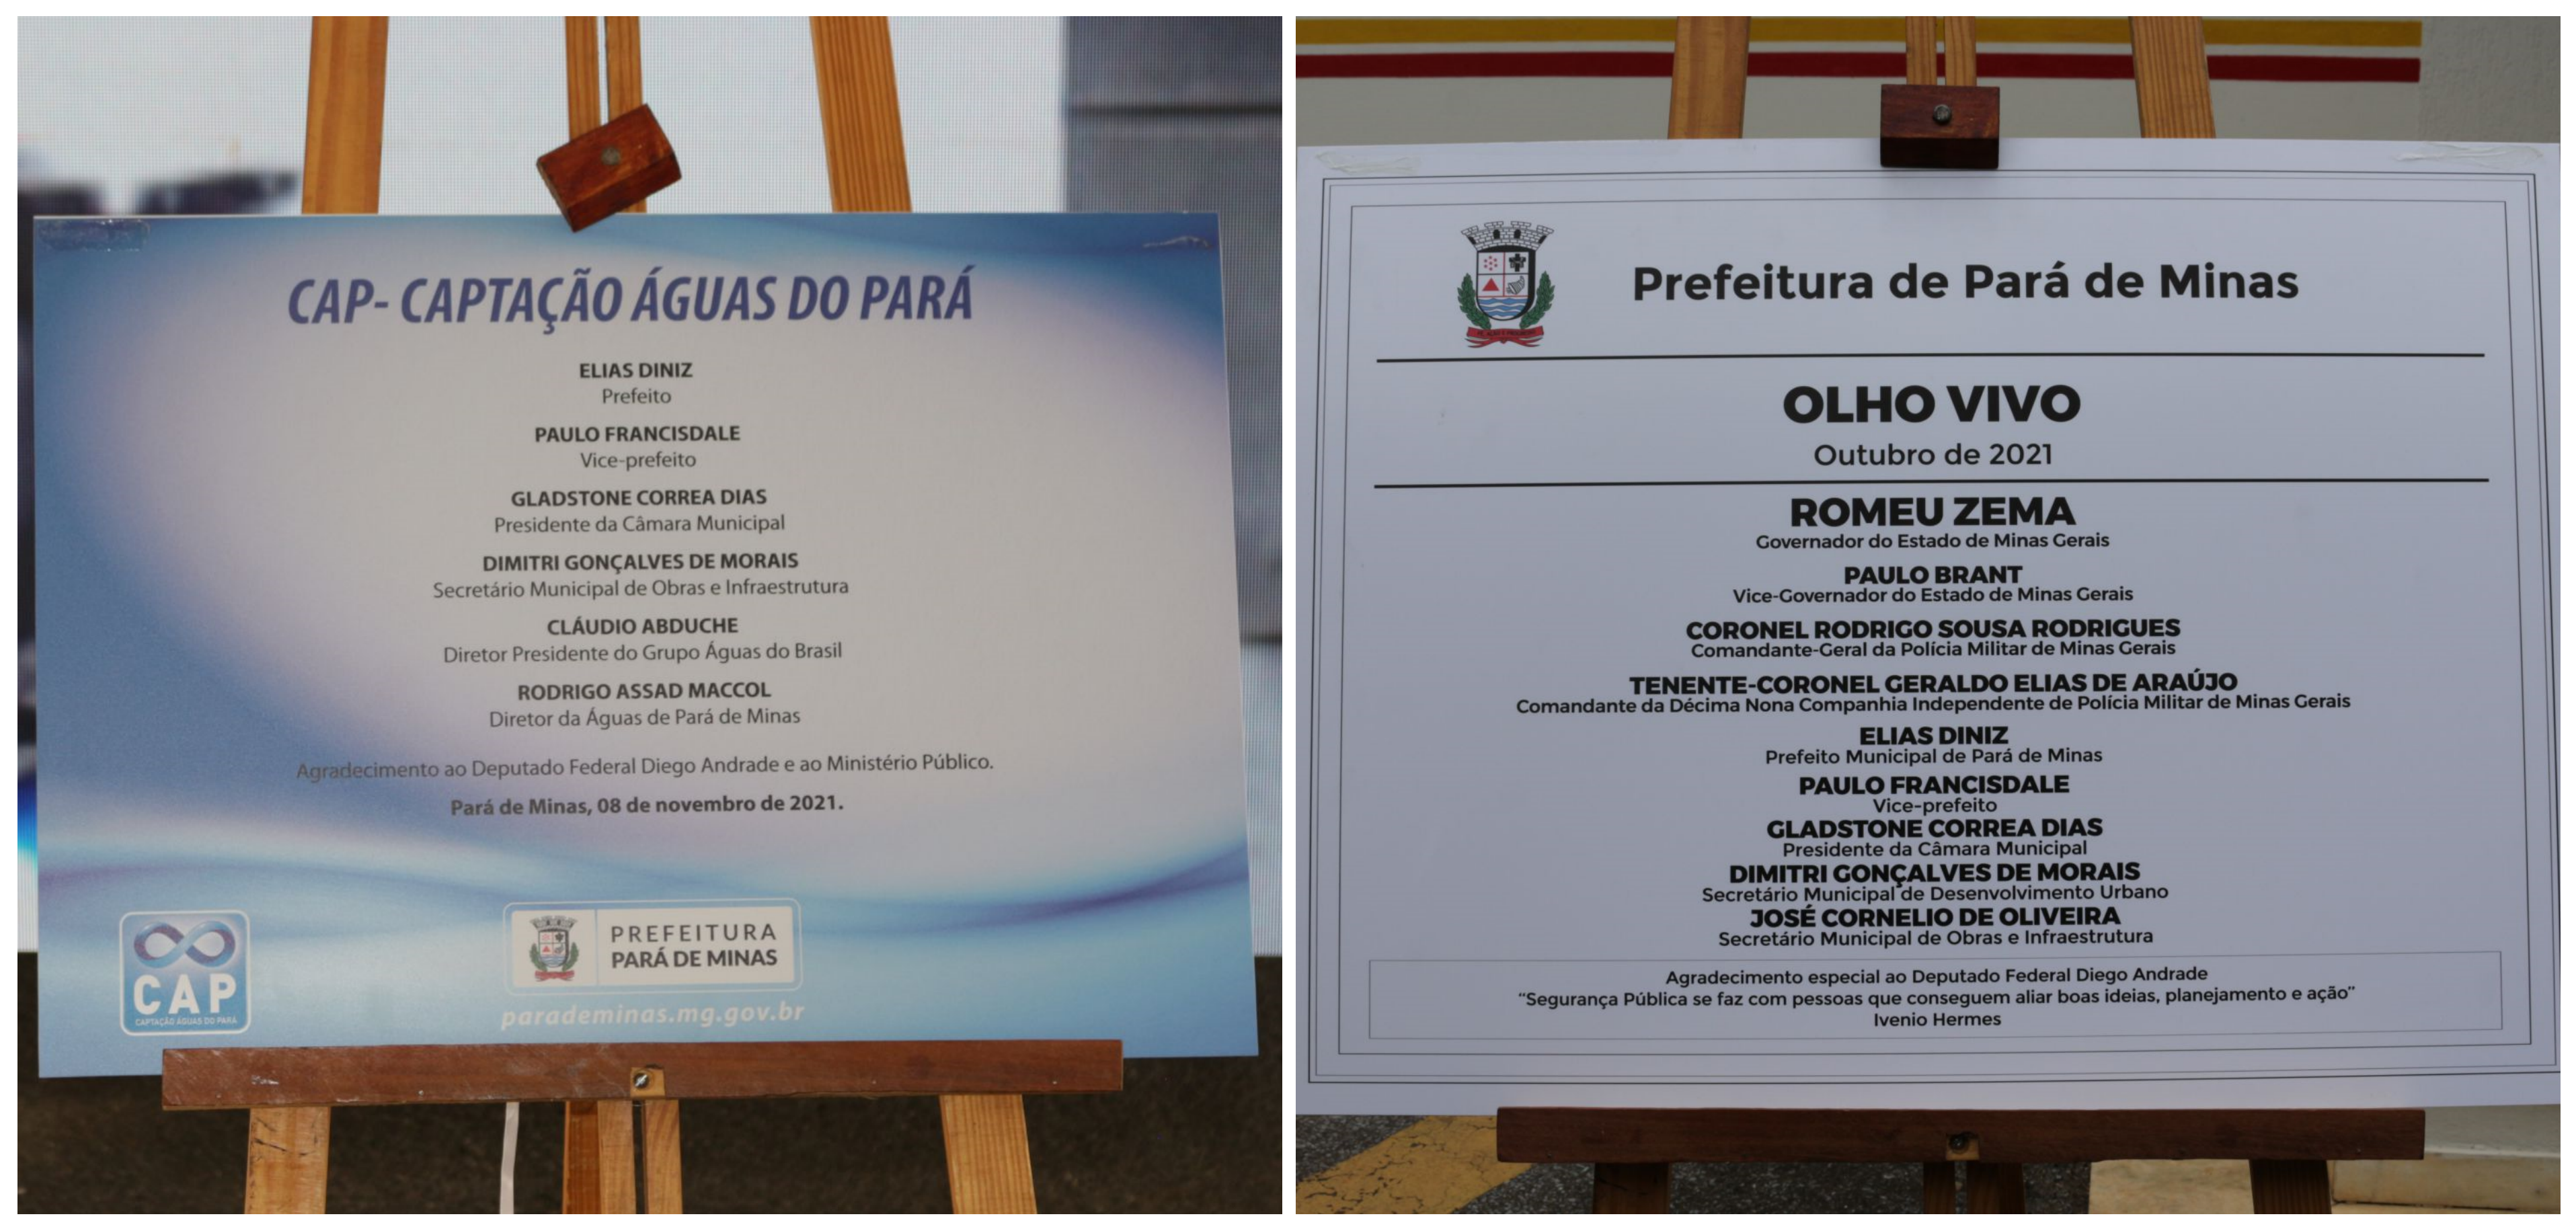 CAP- CAPTAÇÃO ÁGUAS DO PARÁ
ELIAS DINIZ
Prefeito
PAULO FRANCISDALE
Vice-prefeito
GLADSTONE CORREA DIAS
Presidente da Câmara Municipal
DIMITRI GONÇALVES DE MORAIS
Secretário Municipal de Obras e Infraestrutura
CLÁUDIO ABDUCHE
Diretor Presidente do Grupo Águas do Brasil
RODRIGO ASSAD MACCOL
Diretor da Águas de Pará de Minas
Agradecimento ao Deputado Federal Diego Andrade e ao Ministério Público.
Pará de Minas, 08 de novembro de 2021.
CAP
CAPTAÇÃO ÁGUAS DO PARÁ
PREFEITURA
PARÁ DE MINAS
parademinas.mg.gov.br
Prefeitura de Pará de Minas
OLHO VIVO
Outubro de 2021
ROMEU ZEMA
Governador do Estado de Minas Gerais
PAULO BRANT
Vice-Governador do Estado de Minas Gerais
CORONEL RODRIGO SOUSA RODRIGUES
Comandante-Geral da Polícia Militar de Minas Gerais
TENENTE-CORONEL GERALDO ELIAS DE ARAÚJO
Comandante da Décima Nona Companhia Independente de Polícia Militar de Minas Gerais
ELIAS DINIZ
Prefeito Municipal de Pará de Minas
PAULO FRANCISDALE
Vice-prefeito
GLADSTONE CORREA DIAS
Presidente da Câmara Municipal
DIMITRI GONÇALVES DE MORAIS
Secretário Municipal de Desenvolvimento Urbano
JOSÉ CORNELIO DE OLIVEIRA
Secretário Municipal de Obras e Infraestrutura
Agradecimento especial ao Deputado Federal Diego Andrade
“Segurança Pública se faz com pessoas que conseguem aliar boas ideias, planejamento e ação”
Ivenio Hermes